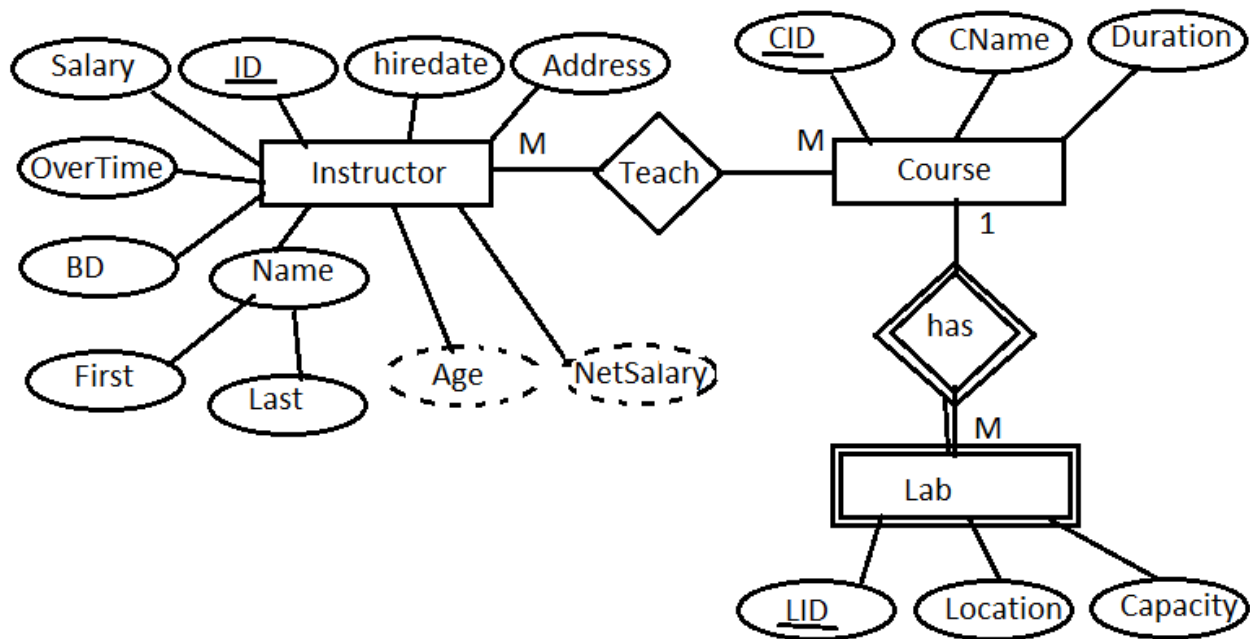 Salary
ID
hiredate
Address
CID
CName
Duration
OverTime
Instructor
M
Teach
M
Course
BD
Name
1
has
First
Last
Age
NetSalary
M
Lab
LID
Location
Capacity